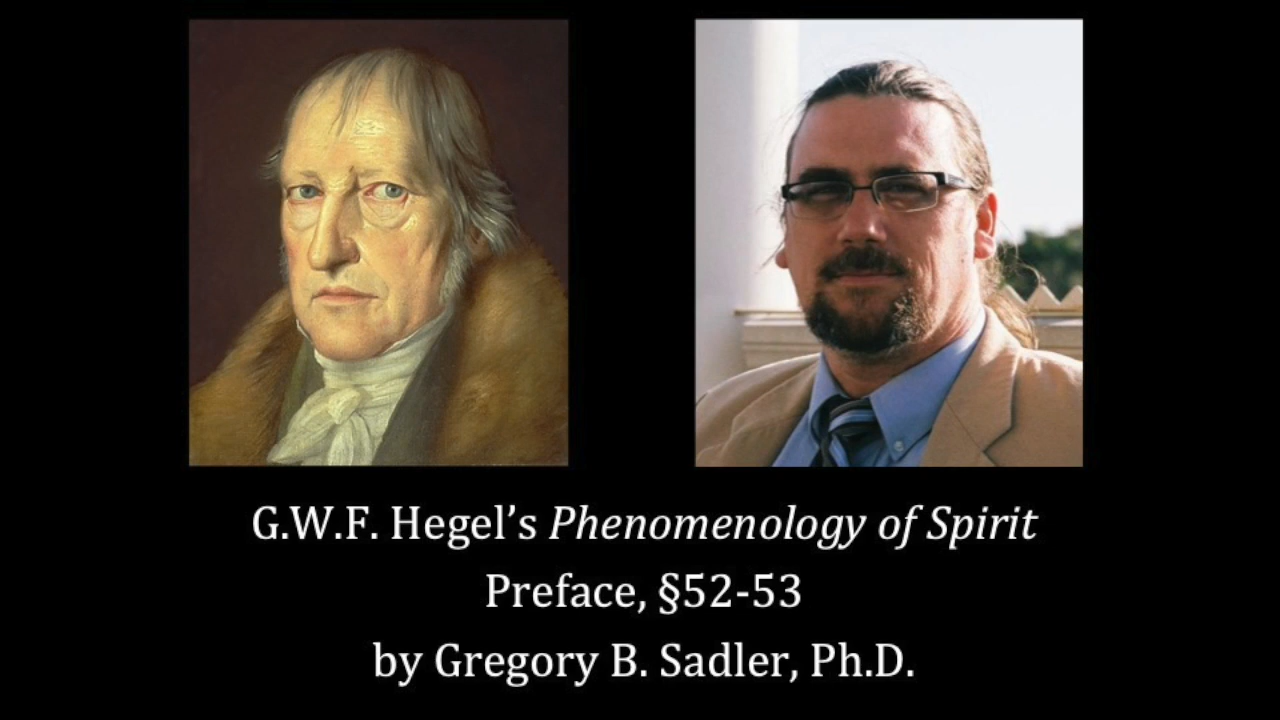 G.W.F. Hegel’s Phenomenology of Spirit
Preface, §52-53
by Gregory B. Sadler, Ph.D.